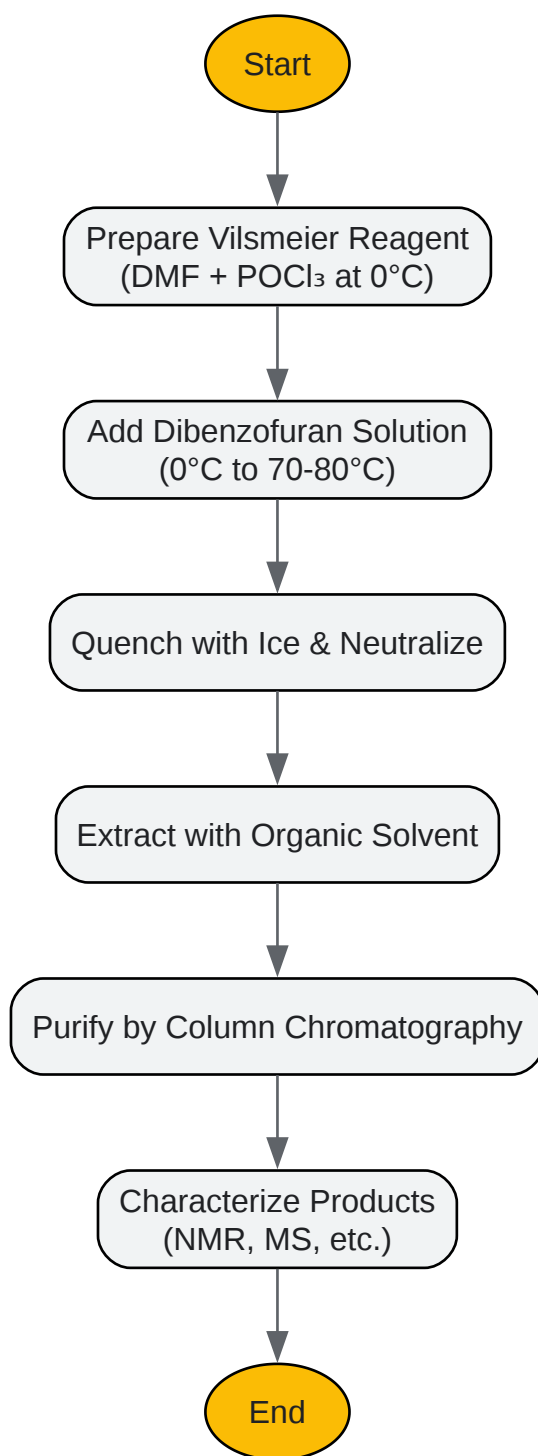 Start
Prepare Vilsmeier Reagent
(DMF + POCl₃ at 0°C)
Add Dibenzofuran Solution
(0°C to 70-80°C)
Quench with Ice & Neutralize
Extract with Organic Solvent
Purify by Column Chromatography
Characterize Products
(NMR, MS, etc.)
End